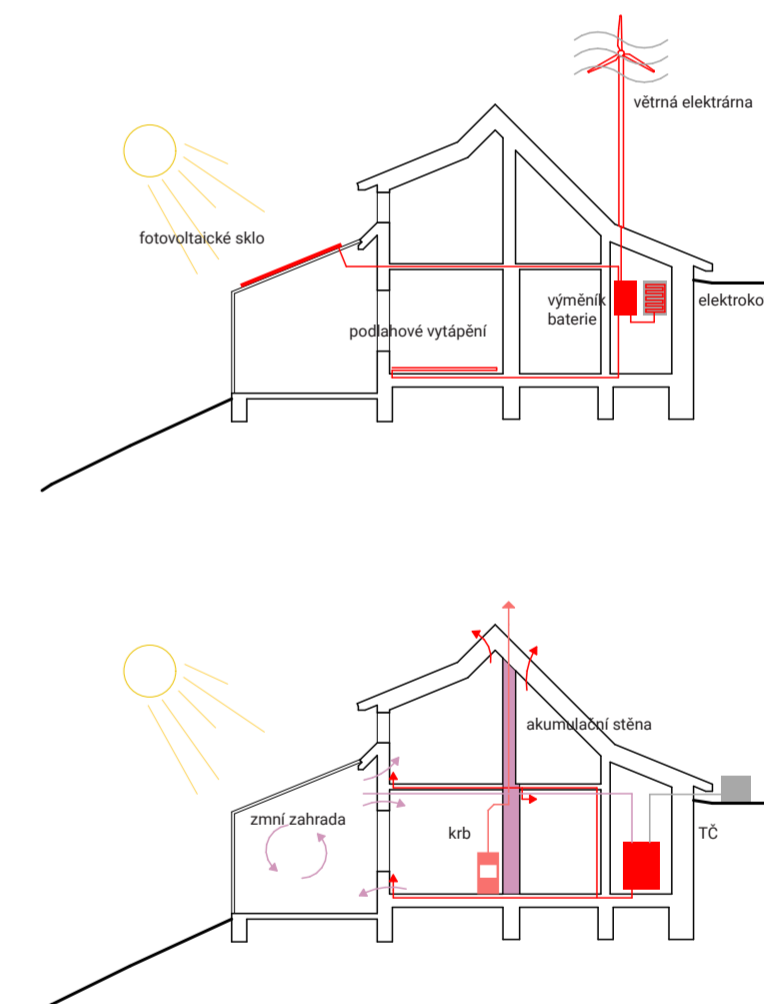 větrná elektrárna
fotovoltaické sklo
výměník
baterie
elektroko
podlahové vytápění
akumulační stěna
zmní zahrada
krb
TČ